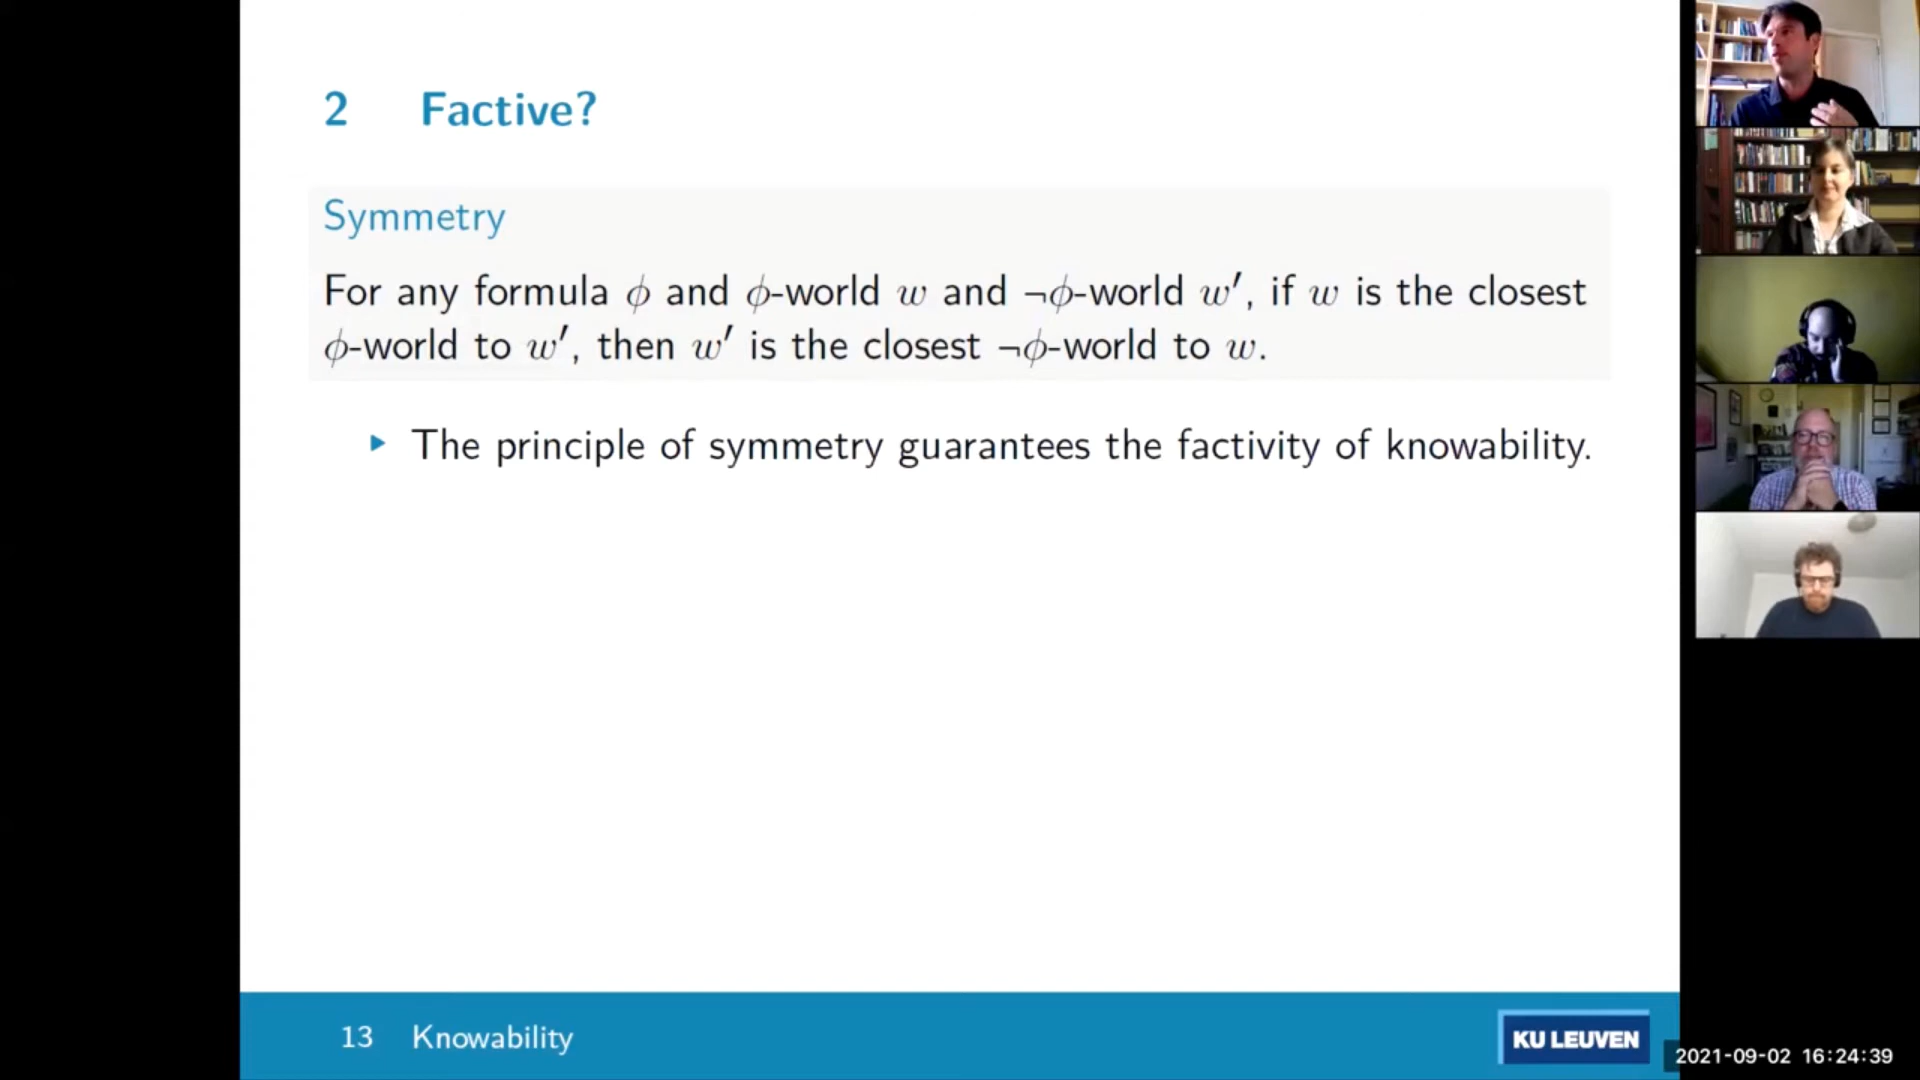 2 Factive?
Symmetry
For any formula ϕ and ϕ-world w and ¬ϕ-world w′, if w is the closest
ϕ-world to w′, then w′ is the closest ¬ϕ-world to w.
The principle of symmetry guarantees the factivity of knowability.
13 Knowability
KU LEUVEN
2021-09-02 16:24:39